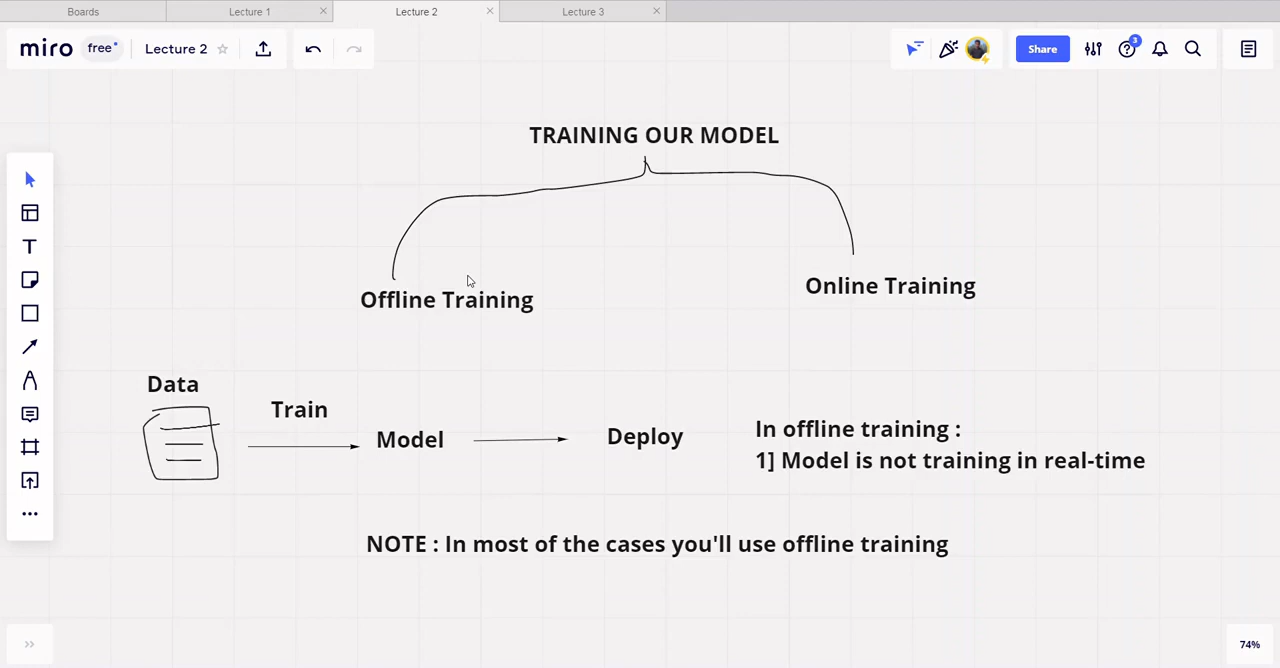 Boards
Lecture 1
Lecture 2
Lecture 3
miro
free
Lecture 2
Share
3
TRAINING OUR MODEL
Offline Training
Online Training
Data
Train
Model
Deploy
In offline training :
1] Model is not training in real-time
NOTE : In most of the cases you'll use offline training
T
74%